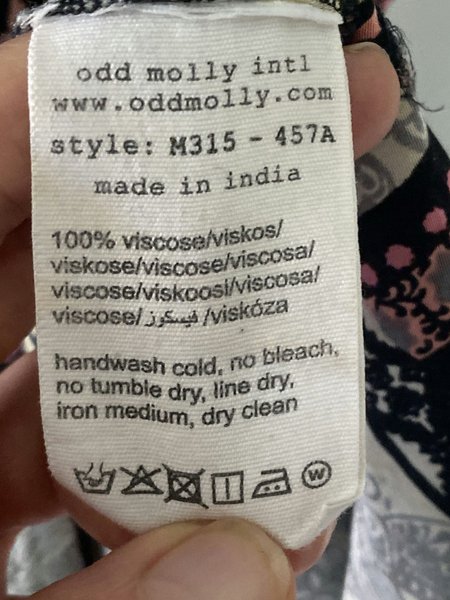 odd molly intl
www.oddmolly.com
style: M315 - 457A
made in india
100% viscose/viskos/
viskose/viscose/viscosa/
viscose/viskoosi/viscosa/
viscose/فيسكوز/viskóza
handwash cold, no bleach,
no tumble dry, line dry,
iron medium, dry clean
W